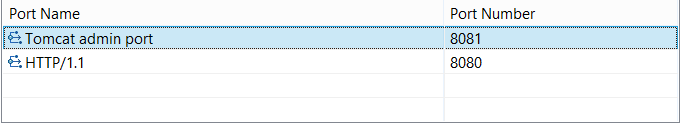 Port Name Port Number
Tomcat admin port 8081
HTTP/1.1 8080